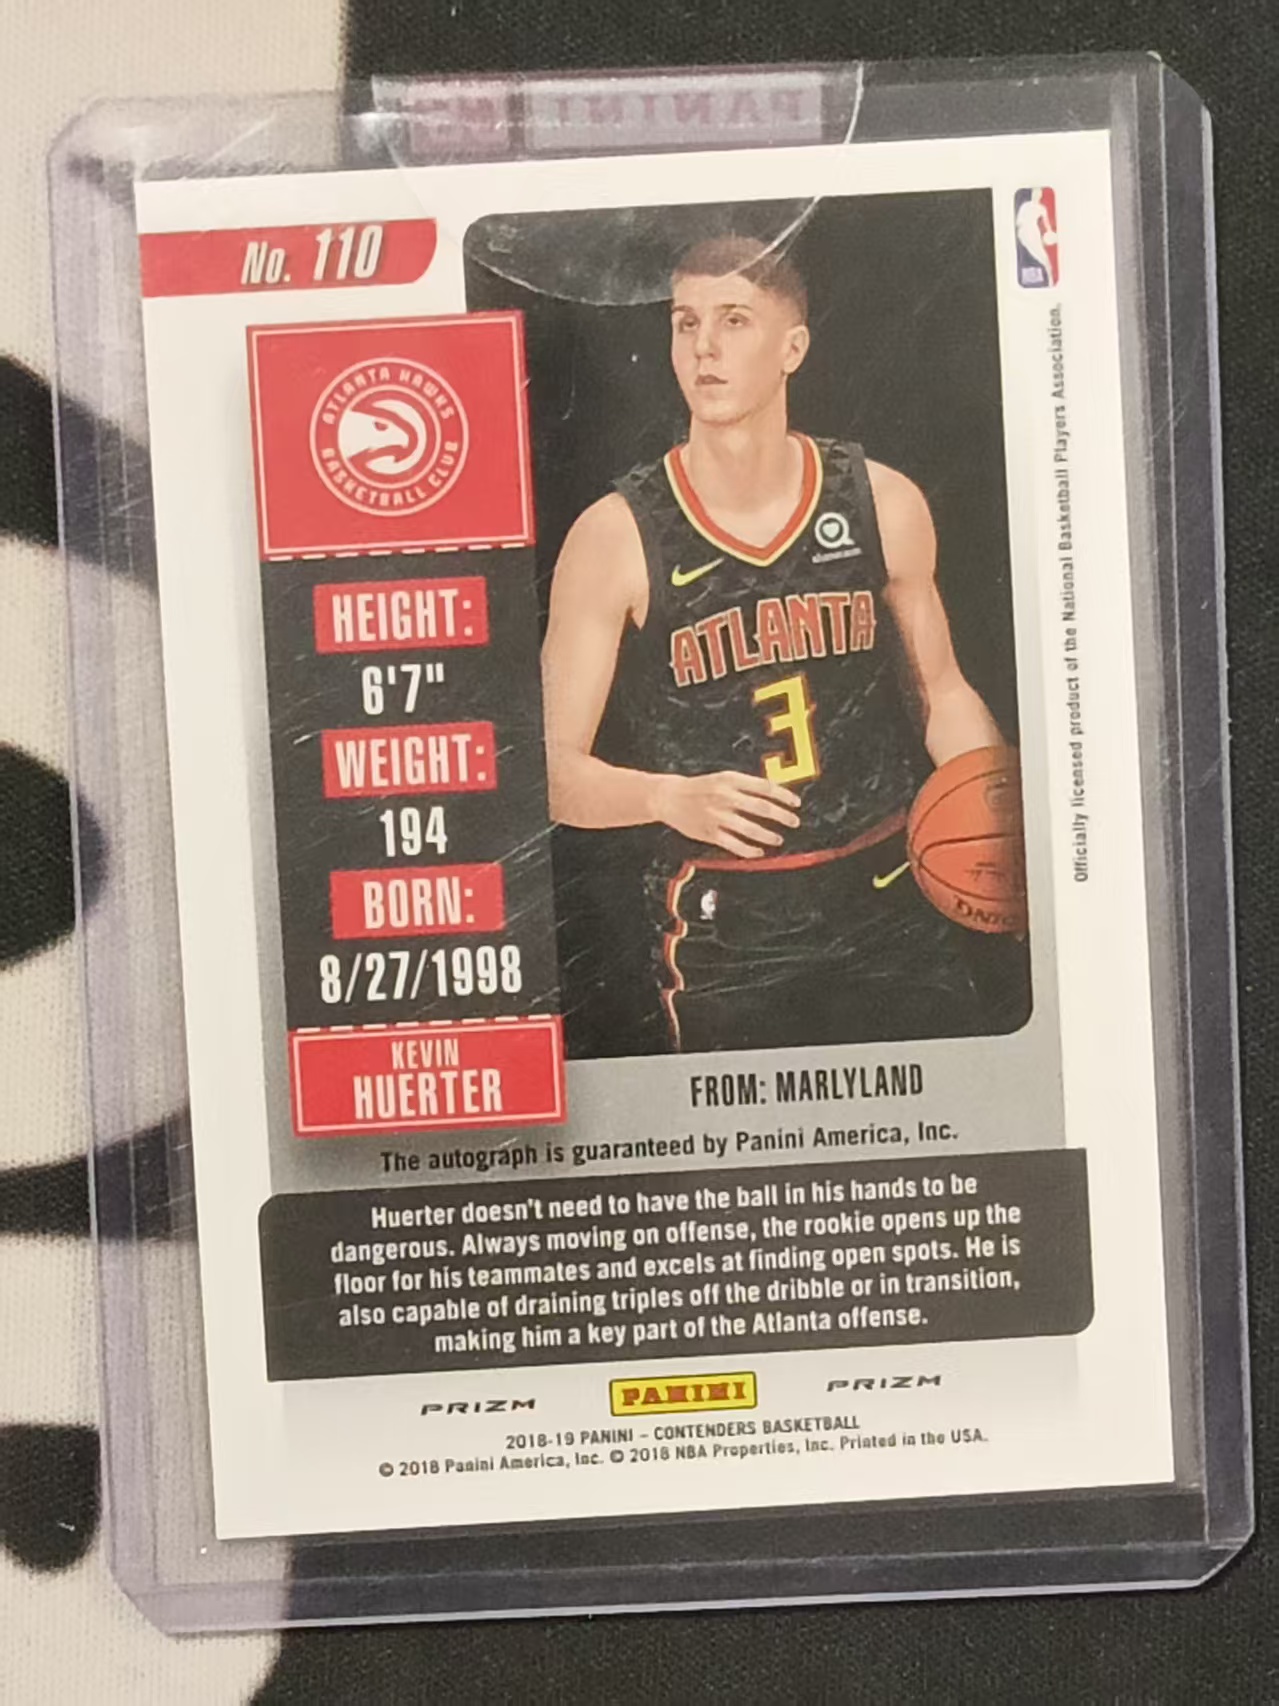 PANINI
No. 110
ATLANTA HAWKS
BASKETBALL CLUB
HEIGHT:
6'7"
WEIGHT:
194
BORN:
8/27/1998
KEVIN
HUERTER
ATLANTA
3
NBA
Officially licensed product of the National Basketball Players Association.
FROM: MARLYLAND
The autograph is guaranteed by Panini America, Inc.
Huerter doesn't need to have the ball in his hands to be
dangerous. Always moving on offense, the rookie opens up the
floor for his teammates and excels at finding open spots. He is
also capable of draining triples off the dribble or in transition,
making him a key part of the Atlanta offense.
PRIZM PANINI PRIZM
2018-19 PANINI – CONTENDERS BASKETBALL
© 2018 Panini America, Inc. © 2018 NBA Properties, Inc. Printed in the USA.